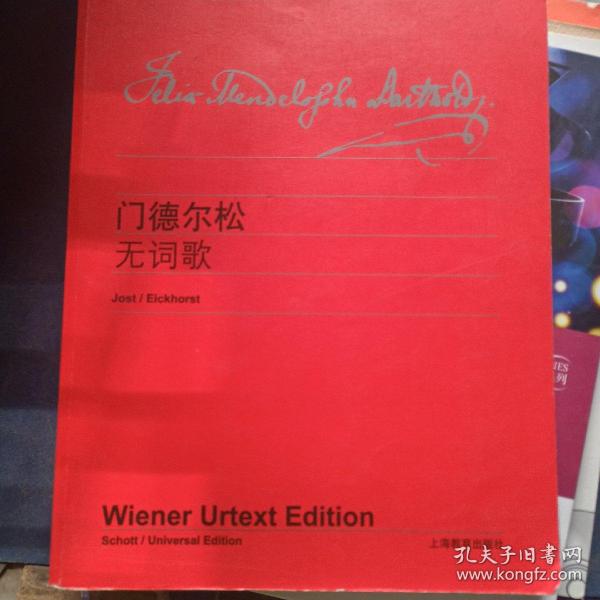 Felix Mendelssohn Bartholdy
门德尔松
无词歌
Jost / Eickhorst
Wiener Urtext Edition
Schott / Universal Edition
上海教育出版社
列
孔夫子旧书网
www.kongfz.com